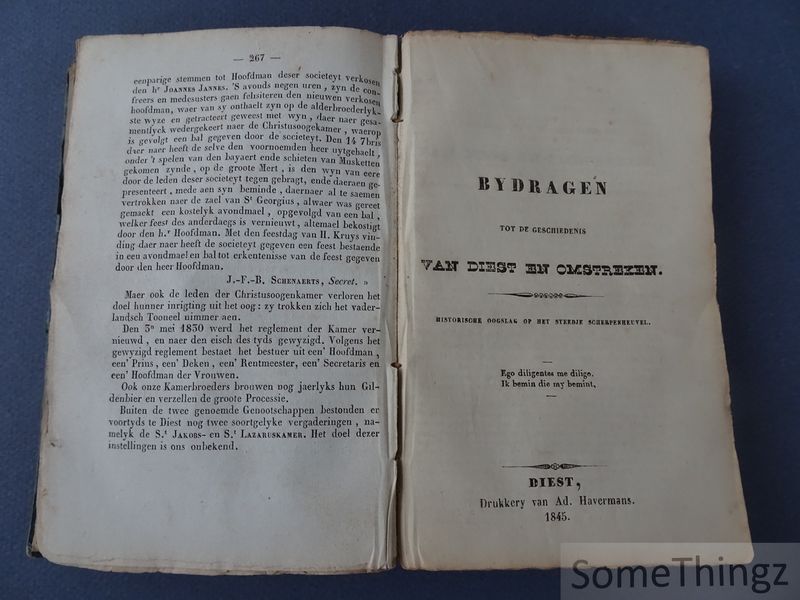 — 267 —
eenparige stemmen tot Hoofdman deser societeyt verkosen
den hr JOANNES JANNES. 'S avonds negen uren, zyn de con-
freers en medesusters gaen felisiteren den nieuwen verkosen
hoofdman, waer van sy onthaelt zyn op de alderbroederlyk-
ste wyze en getracteert geweest met wyn, daer naer gesa-
mentlyck wedergekeert naer de Christusoogekamer, waerop
is gevolgt een bal gegeven door de societeyt. Den 14 7bris
daer naer heeft de selve den voornoemden heer uytgehaelt,
onder 't spelen van den bayaert ende schieten van Musketten
gekomen zynde, op de groote Mert, is den wyn van eere
door de leden deser societeyt tegen gebragt, ende daeraen ge-
presenteert, mede aen syn beminde, daernaer al te saemen
vertrokken naer de zael van St Georgius, alwaer was gereet
gemaekt een kostelyk avondmael, opgevolgd van een bal,
welker feest des anderdaegs is vernieuwt, altemael bekostigt
door den h.r Hoofdman. Met den feestdag van H. Kruys vin-
ding daer naer heeft de societeyt gegeven een feest bestaende
in een avondmael en bal tot erkentenisse van de feest gegeven
door den heer Hoofdman.
J.-F.-B. SCHENAERTS, Secret. »
Maer ook de leden der Christusoogenkamer verloren het
doel hunner inrigting uit het oog: zy trokken zich het vader-
landsch Tooneel nimmer aen.
Den 3n mei 1830 werd het reglement der Kamer ver-
nieuwd, en naer den eisch des tyds gewyzigd. Volgens het
gewyzigd reglement bestaet het bestuer uit een' Hoofdman,
een' Prins, een' Deken, een' Rentmeester, een' Secretaris en
een' Hoofdman der Vrouwen.
Ook onze Kamerbroeders brouwen nog jaerlyks hun Gil-
denbier en verzellen de groote Processie.
Buiten de twee genoemde Genootschappen bestonden er
voortyds te Diest nog twee soortgelyke vergaderingen, na-
melyk de S.t JAKOBS- en S.t LAZARUSKAMER. Het doel dezer
instellingen is ons onbekend.
BYDRAGEN
TOT DE GESCHIEDENIS
VAN DIEST EN OMSTREKEN.
HISTORISCHE OOGSLAG OP HET STEEDJE SCHERPENHEUVEL.
Ego diligentes me diligo.
Ik bemin die my bemint.
DIEST,
Drukkery van Ad. Havermans.
1845.
SomeThingz